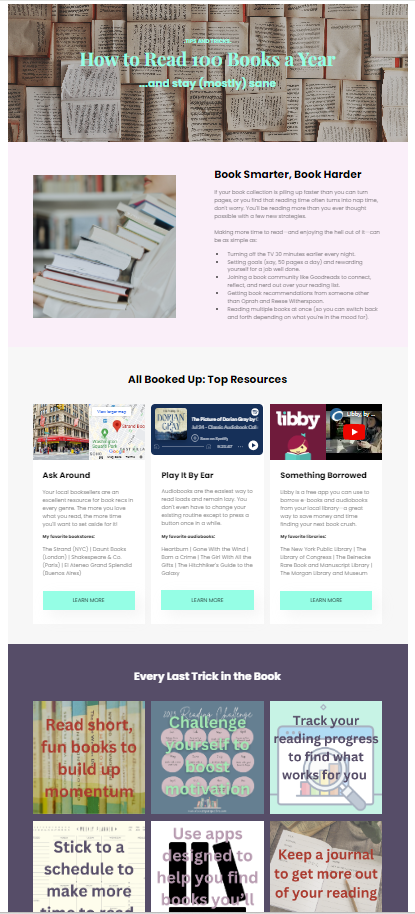 TIPS AND TRICKS
How to Read 100 Books a Year
...and stay (mostly) sane
Book Smarter, Book Harder
If your book collection is piling up faster than you can turn
pages, or you find that reading time often turns into nap time,
don't worry. You'll be reading more than you ever thought
possible with a few new strategies.
Making more time to read - and enjoying the hell out of it - can
be as simple as:
Turning off the TV 30 minutes earlier every night.
Setting goals (say, 50 pages a day) and rewarding
yourself for a job well done.
Joining a book community like Goodreads to connect,
reflect, and nerd out over your reading list.
Getting book recommendations from someone other
than Oprah and Reese Witherspoon.
Reading multiple books at once (so you can switch back
and forth depending on what you're in the mood for).
All Booked Up: Top Resources
View larger map
Strand Boo
Washington
Square Park
DORIAN
GRAY
The Picture of Dorian Gray by
Save on Spotify
libby
Libby, by ...
Ask Around
Your local booksellers are an
excellent resource for book recs in
every genre. The more you love
what you read, the more time
you'll want to set aside for it!
My favorite bookstores:
The Strand (NYC) | Daunt Books
(London) | Shakespeare & Co.
(Paris) | El Ateneo Grand Splendid
(Buenos Aires)
LEARN MORE
Play It By Ear
Audiobooks are the easiest way to
read loads and remain lazy. You
don't even have to change your
existing routine except to press a
button once in a while.
My favorite audiobooks:
Heartburn | Gone With the Wind |
Born a Crime | The Girl With All the
Gifts | The Hitchhiker's Guide to the
Galaxy
LEARN MORE
Something Borrowed
Libby is a free app you can use to
borrow e-books and audiobooks
from your local library - a great
way to save money and time
finding your next book crush.
My favorite libraries:
The New York Public Library | The
Library of Congress | The Beinecke
Rare Book and Manuscript Library |
The Morgan Library and Museum
LEARN MORE
Every Last Trick in the Book
Read short,
fun books to
build up
momentum
Reading Challenge
Challenge
yourself to
boost
motivation
Track your
reading progress
to find what
works for you
WEEKLY PLANNER
Stick to a
schedule to
make more
time to read
Use apps
designed to
help you find
books you'll
Keep a journal
to get more out
of your reading